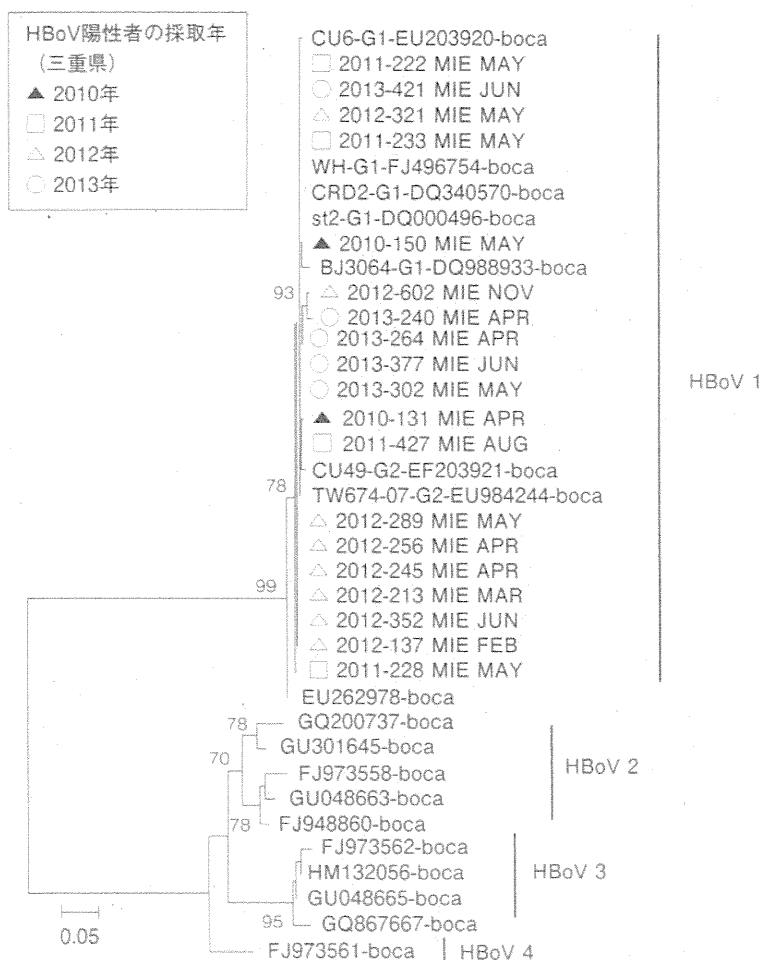 HBoV陽性者の採取年
(三重県)
▲ 2010年
□ 2011年
△ 2012年
○ 2013年
CU6-G1-EU203920-boca
□ 2011-222 MIE MAY
○ 2013-421 MIE JUN
△ 2012-321 MIE MAY
□ 2011-233 MIE MAY
WH-G1-FJ496754-boca
CRD2-G1-DQ340570-boca
st2-G1-DQ000496-boca
▲ 2010-150 MIE MAY
BJ3064-G1-DQ988933-boca
93
△ 2012-602 MIE NOV
○ 2013-240 MIE APR
○ 2013-264 MIE APR
○ 2013-377 MIE JUN
○ 2013-302 MIE MAY
HBoV 1
▲ 2010-131 MIE APR
□ 2011-427 MIE AUG
CU49-G2-EF203921-boca
78
TW674-07-G2-EU984244-boca
△ 2012-289 MIE MAY
△ 2012-256 MIE APR
△ 2012-245 MIE APR
99
△ 2012-213 MIE MAR
△ 2012-352 MIE JUN
△ 2012-137 MIE FEB
□ 2011-228 MIE MAY
EU262978-boca
78
GQ200737-boca
GU301645-boca
70
HBoV 2
FJ973558-boca
GU048663-boca
78
FJ948860-boca
FJ973562-boca
HM132056-boca
HBoV 3
GU048665-boca
95
GQ867667-boca
0.05
FJ973561-boca
HBoV 4